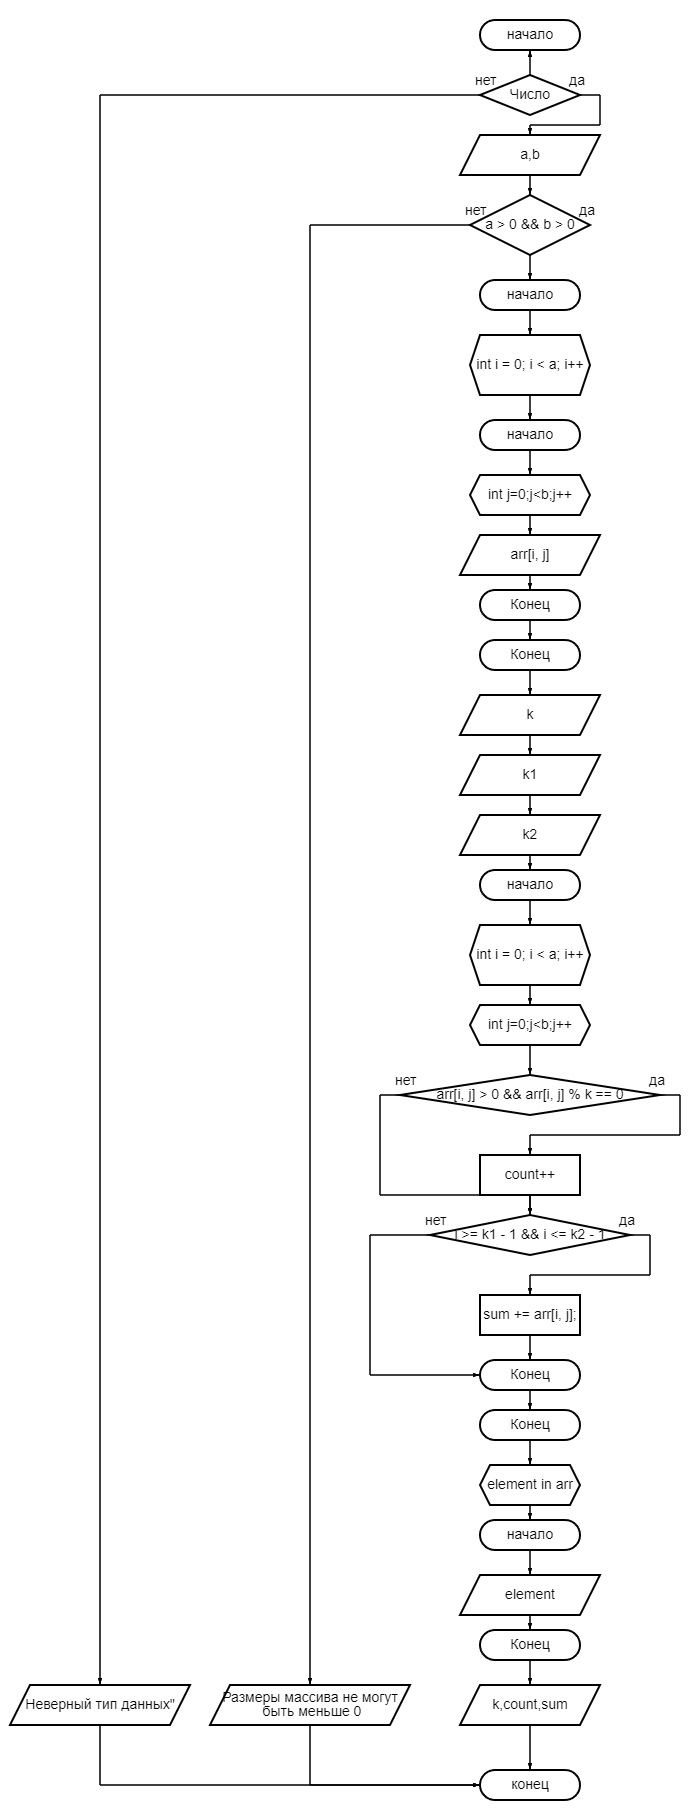 начало
нет
да
Число
a,b
нет
да
a > 0 && b > 0
начало
int i = 0; i < a; i++
начало
int j=0;j<b;j++
arr[i, j]
Конец
Конец
k
k1
k2
начало
int i = 0; i < a; i++
int j=0;j<b;j++
нет
да
arr[i, j] > 0 && arr[i, j] % k == 0
count++
нет
да
i >= k1 - 1 && i <= k2 - 1
sum += arr[i, j];
Конец
Конец
element in arr
начало
element
Конец
Неверный тип данных"
Размеры массива не могут
быть меньше 0
k,count,sum
конец